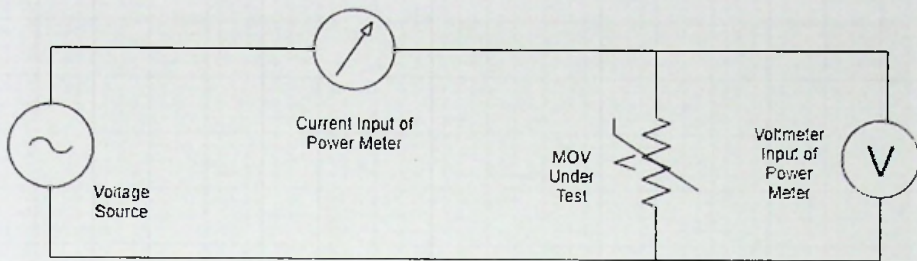 Current Input of
Power Meter
Voltage
Source
MOV
Under
Test
Voltmeter
Input of
Power
Meter
V